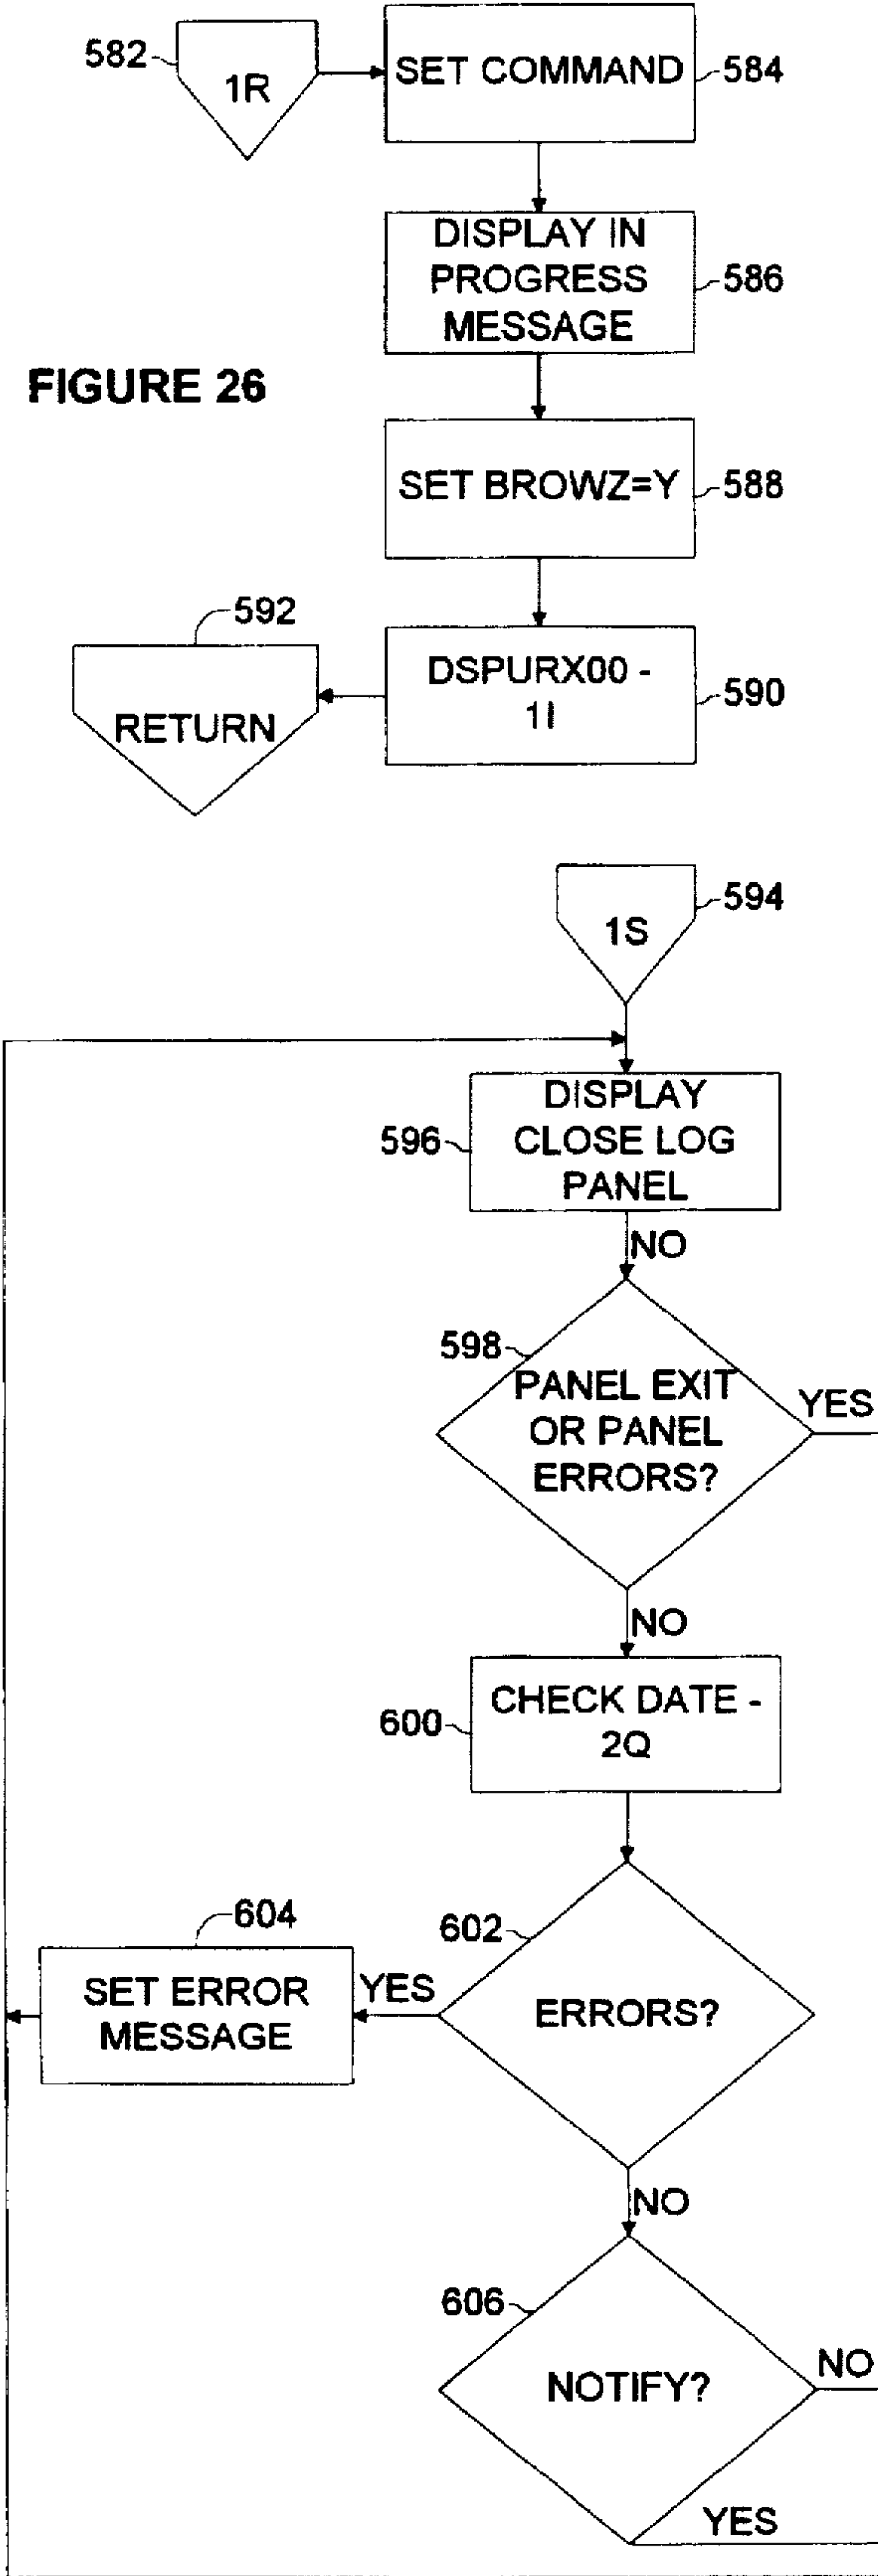 582
1R
SET COMMAND
584
DISPLAY IN
PROGRESS
MESSAGE
586
FIGURE 26
SET BROWZ=Y
588
592
RETURN
DSPURX00 -
1I
590
1S
594
596
DISPLAY
CLOSE LOG
PANEL
NO
598
PANEL EXIT
OR PANEL
ERRORS?
YES
NO
600
CHECK DATE -
2Q
604
SET ERROR
MESSAGE
YES
602
ERRORS?
NO
606
NOTIFY?
NO
YES